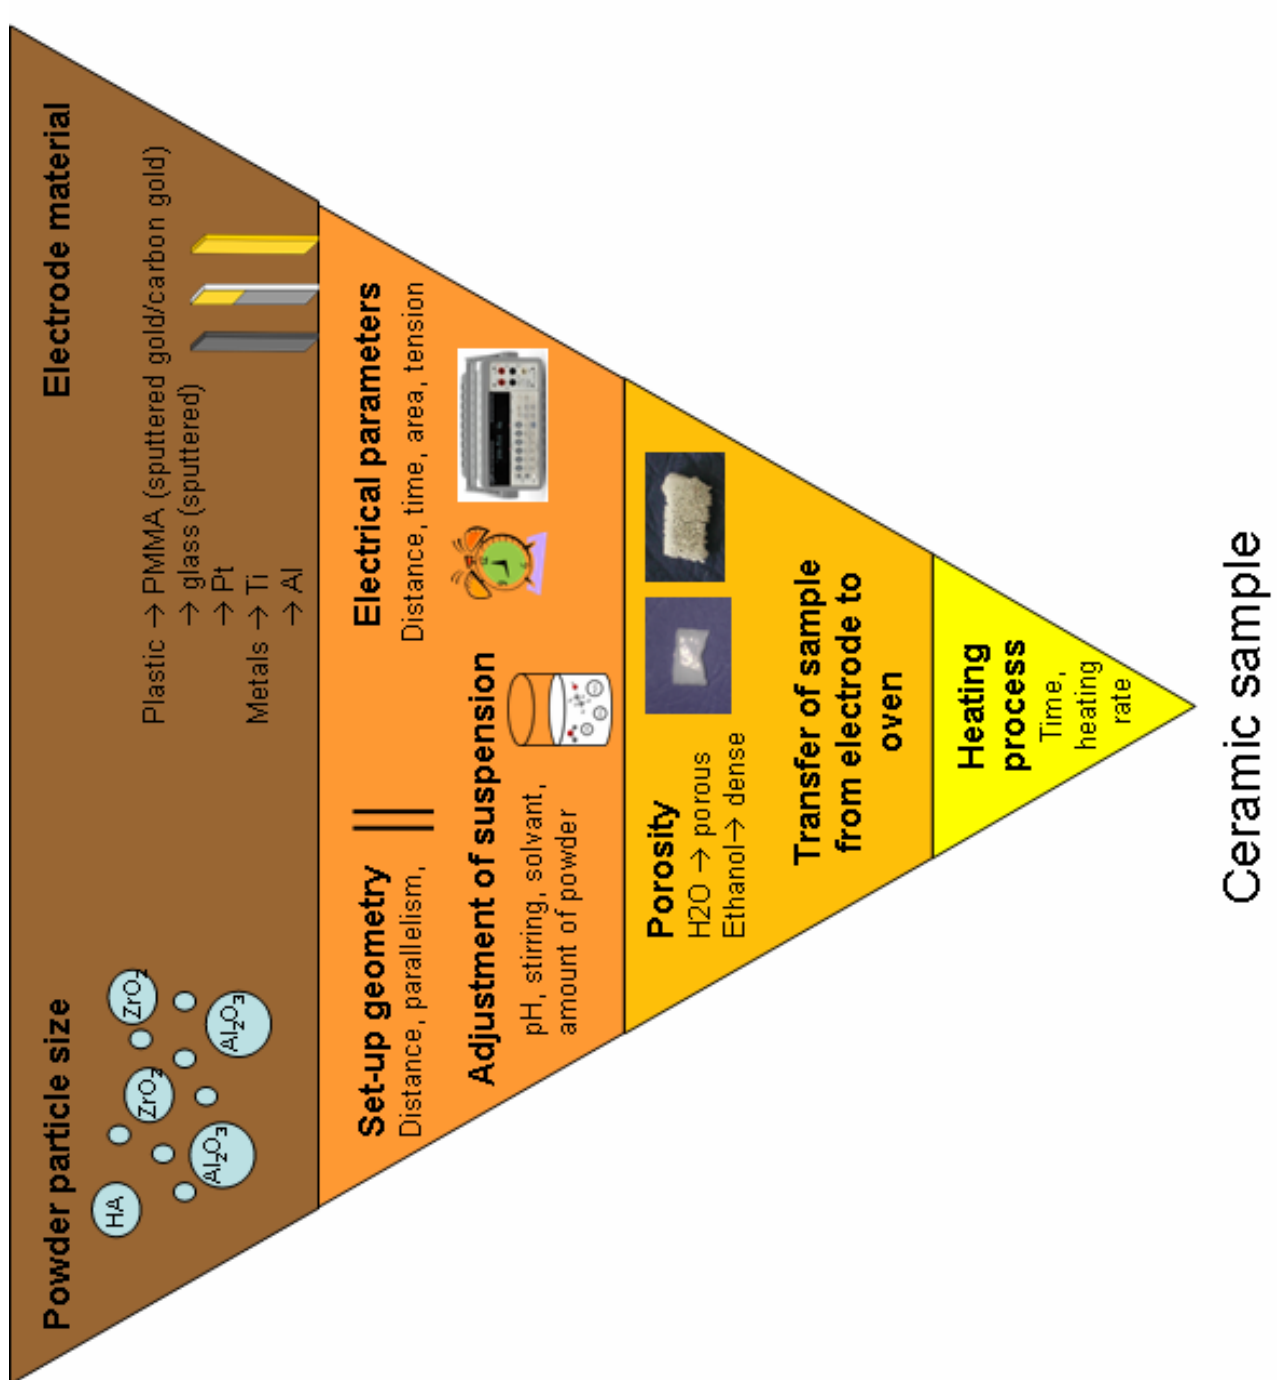 Powder particle size
HA
Al₂O₃
ZrO₂
Al₂O₃
ZrO₂
Electrode material
Plastic → PMMA (sputtered gold/carbon gold)
→ glass (sputtered)
→ Pt
Metals → Ti
→ Al
Set-up geometry
Distance, parallelism,
Electrical parameters
Distance, time, area, tension
Adjustment of suspension
pH, stirring, solvant,
amount of powder
Porosity
H2O → porous
Ethanol→ dense
Transfer of sample
from electrode to
oven
Heating
process
Time,
heating
rate
Ceramic sample